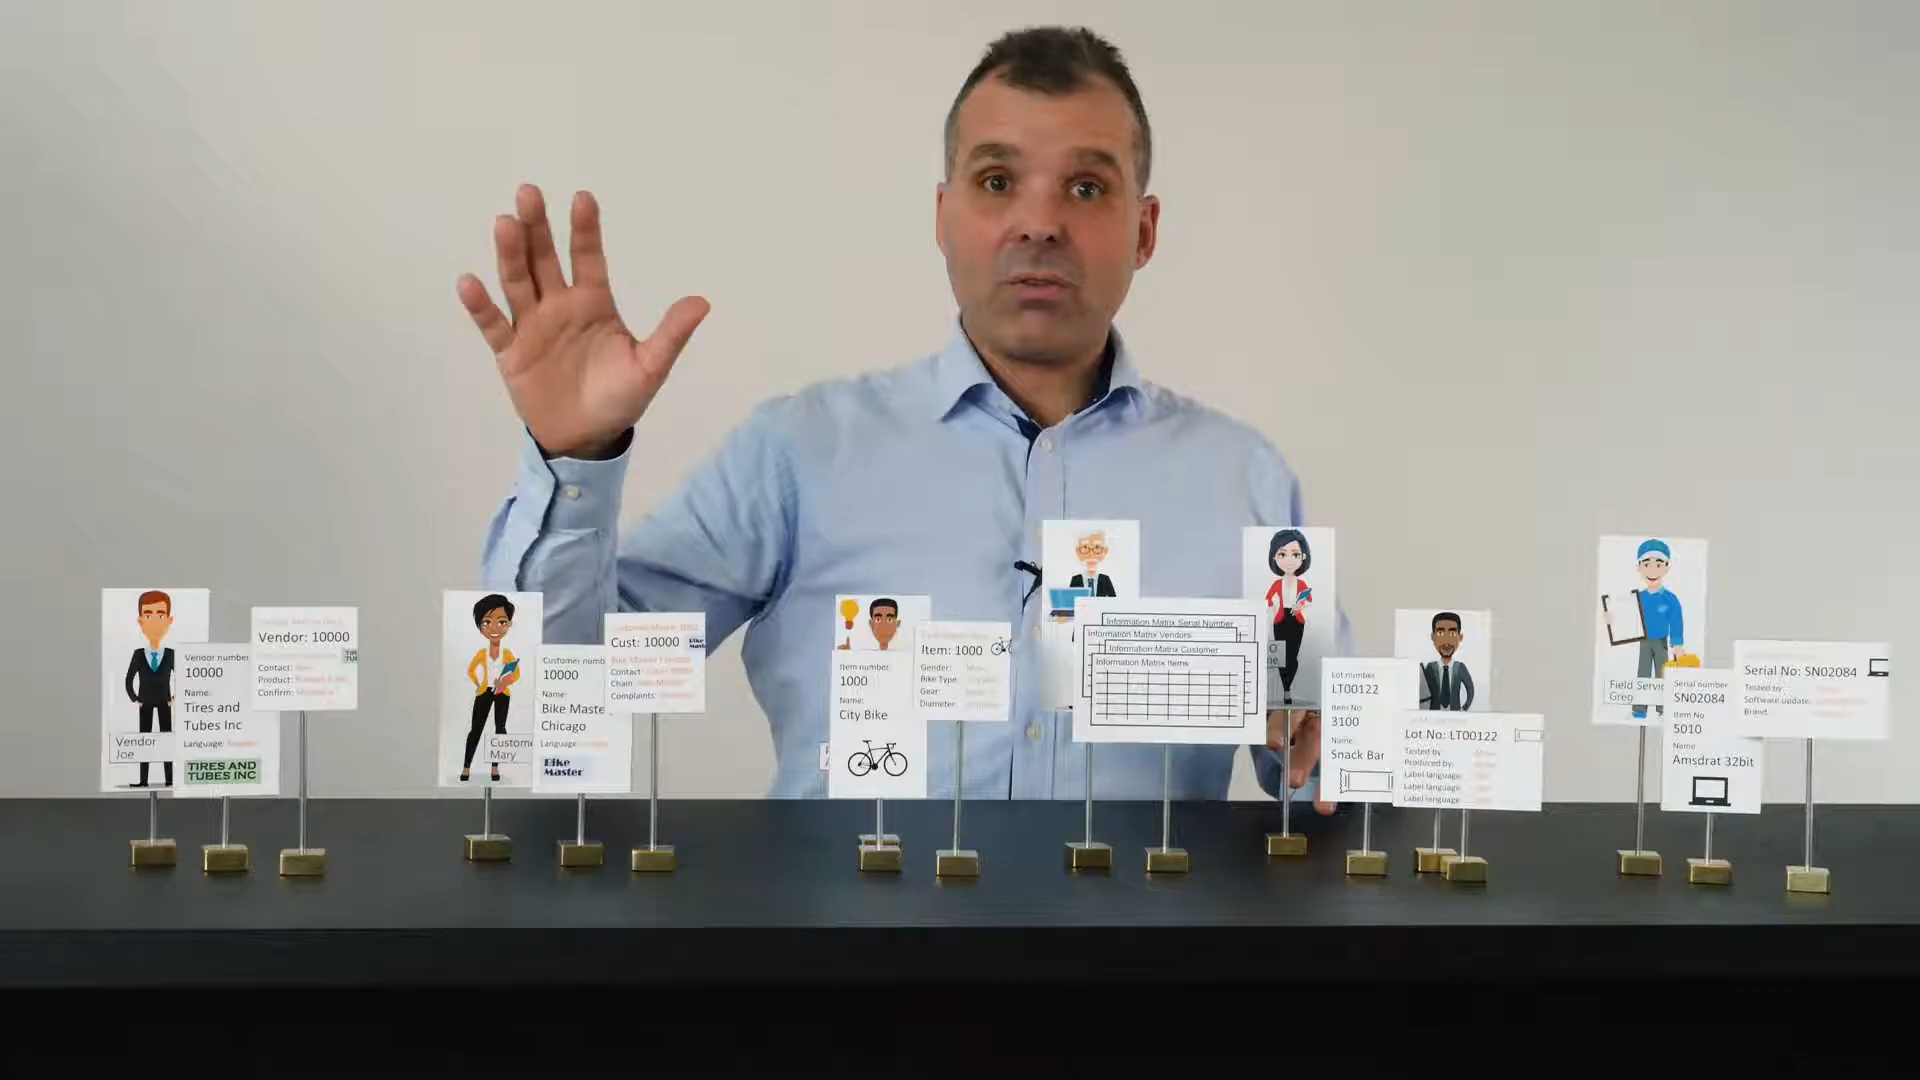 Vendor
Joe
Vendor number
10000
Name:
Tires and
Tubes Inc
Language:
TIRES AND
TUBES INC
Vendor: 10000
Contact:
Product:
Confirm:
Mary
Customer
10000
Name:
Bike Master
Chicago
Language:
Bike
Master
Cust: 10000
Contact:
Chain:
Complaints:
Item number
1000
Name:
City Bike
Item: 1000
Gender:
Bike Type:
Gear:
Diameter:
Information Matrix Serial Number
Information Matrix Vendors
Information Matrix Customer
Information Matrix Items
Lot number
LT00122
Item No
3100
Name:
Snack Bar
Lot No: LT00122
Tested by
Produced by:
Label language:
Label language:
Label language:
Field Servic
Greg
Serial number
SN02084
Item No
5010
Name
Amsdrat 32bit
Serial No: SN02084
Tested by:
Software update:
Brand: